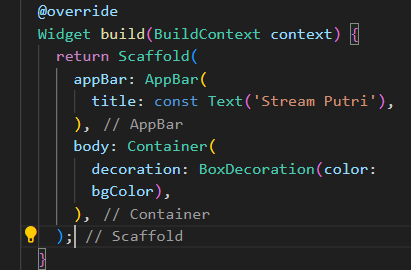 @override
Widget build(BuildContext context) {
  return Scaffold(
    appBar: AppBar(
      title: const Text('Stream Putri'),
    ), // AppBar
    body: Container(
      decoration: BoxDecoration(color:
      bgColor),
    ), // Container
  ); // Scaffold
}